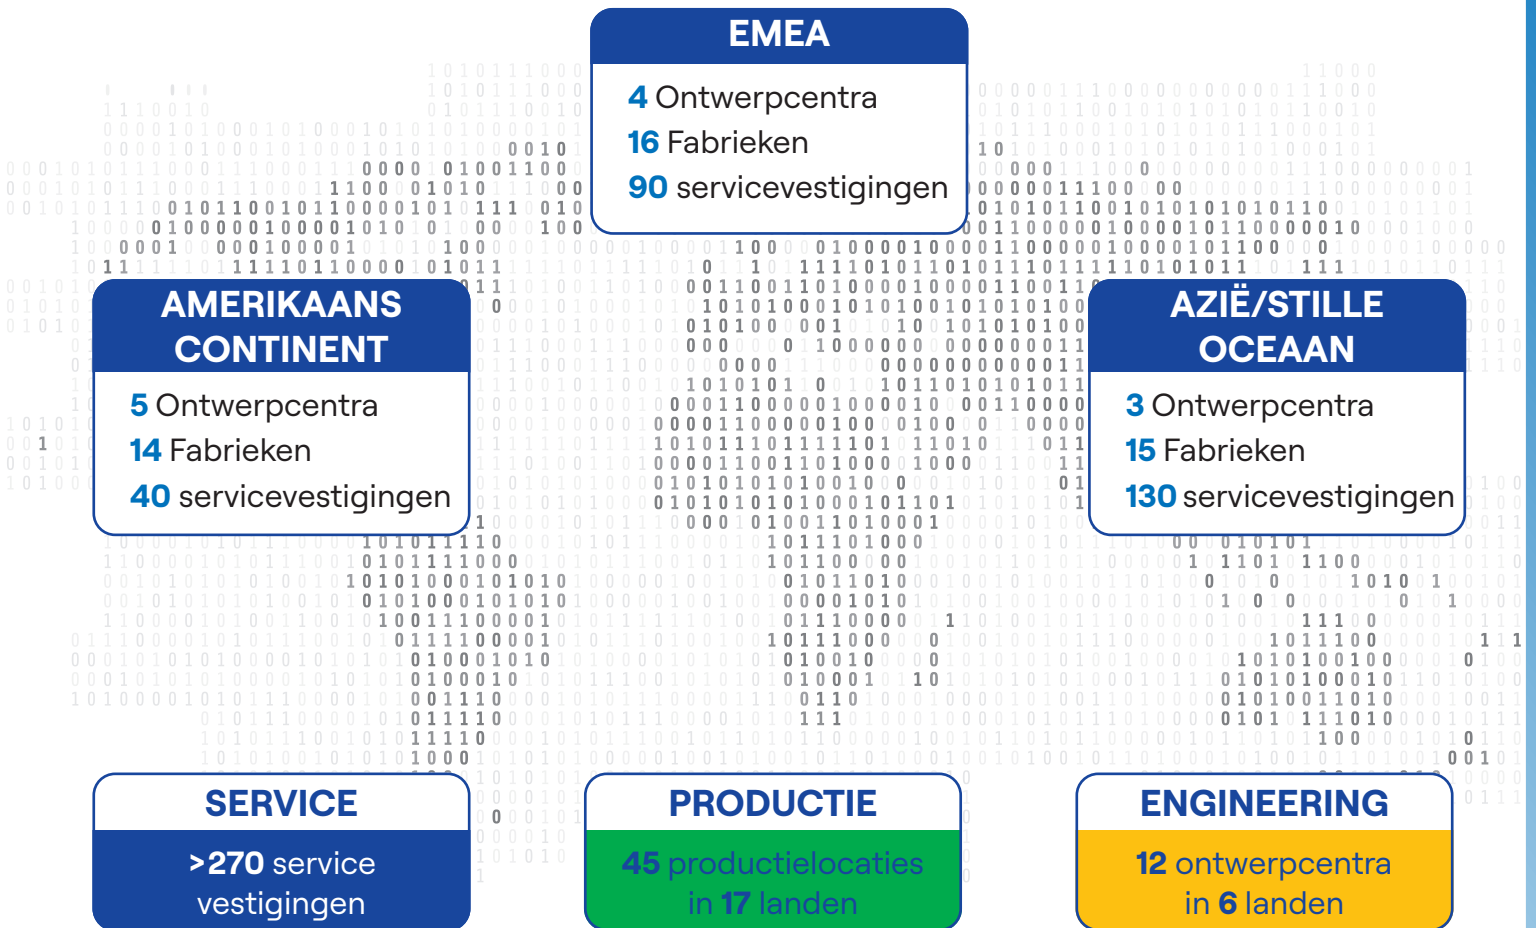 EMEA
4 Ontwerpcentra
16 Fabrieken
90 servicevestigingen
AMERIKAANS
CONTINENT
5 Ontwerpcentra
14 Fabrieken
40 servicevestigingen
AZIË/STILLE
OCEAAN
3 Ontwerpcentra
15 Fabrieken
130 servicevestigingen
SERVICE
>270 service
vestigingen
PRODUCTIE
45 productielocaties
in 17 landen
ENGINEERING
12 ontwerpcentra
in 6 landen